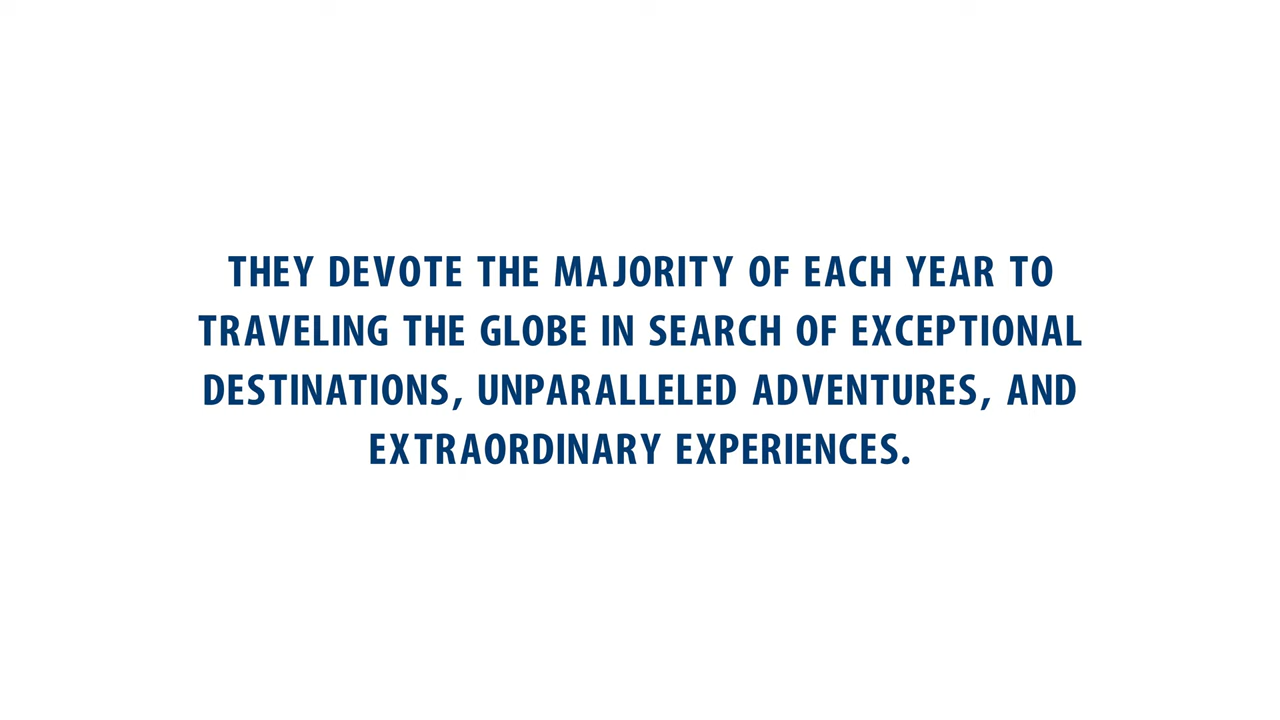 THEY DEVOTE THE MAJORITY OF EACH YEAR TO
TRAVELING THE GLOBE IN SEARCH OF EXCEPTIONAL
DESTINATIONS, UNPARALLELED ADVENTURES, AND
EXTRAORDINARY EXPERIENCES.